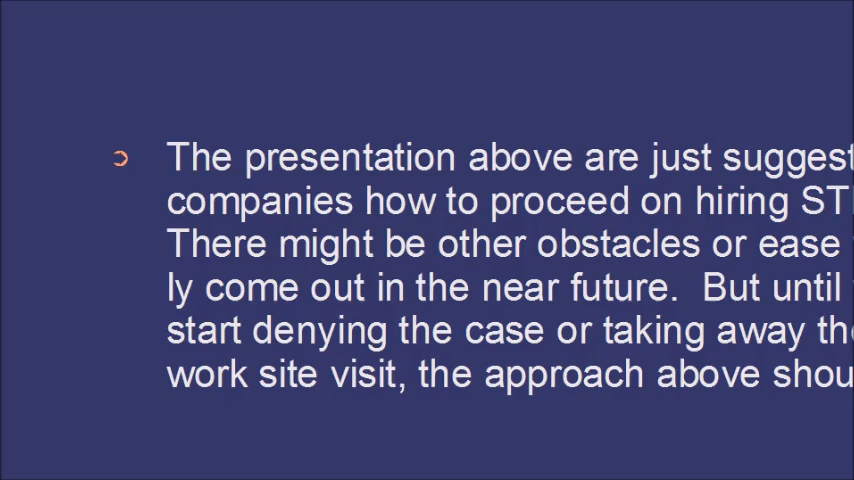 The presentation above are just suggest
companies how to proceed on hiring ST
There might be other obstacles or ease
ly come out in the near future.  But until
start denying the case or taking away the
work site visit, the approach above shou